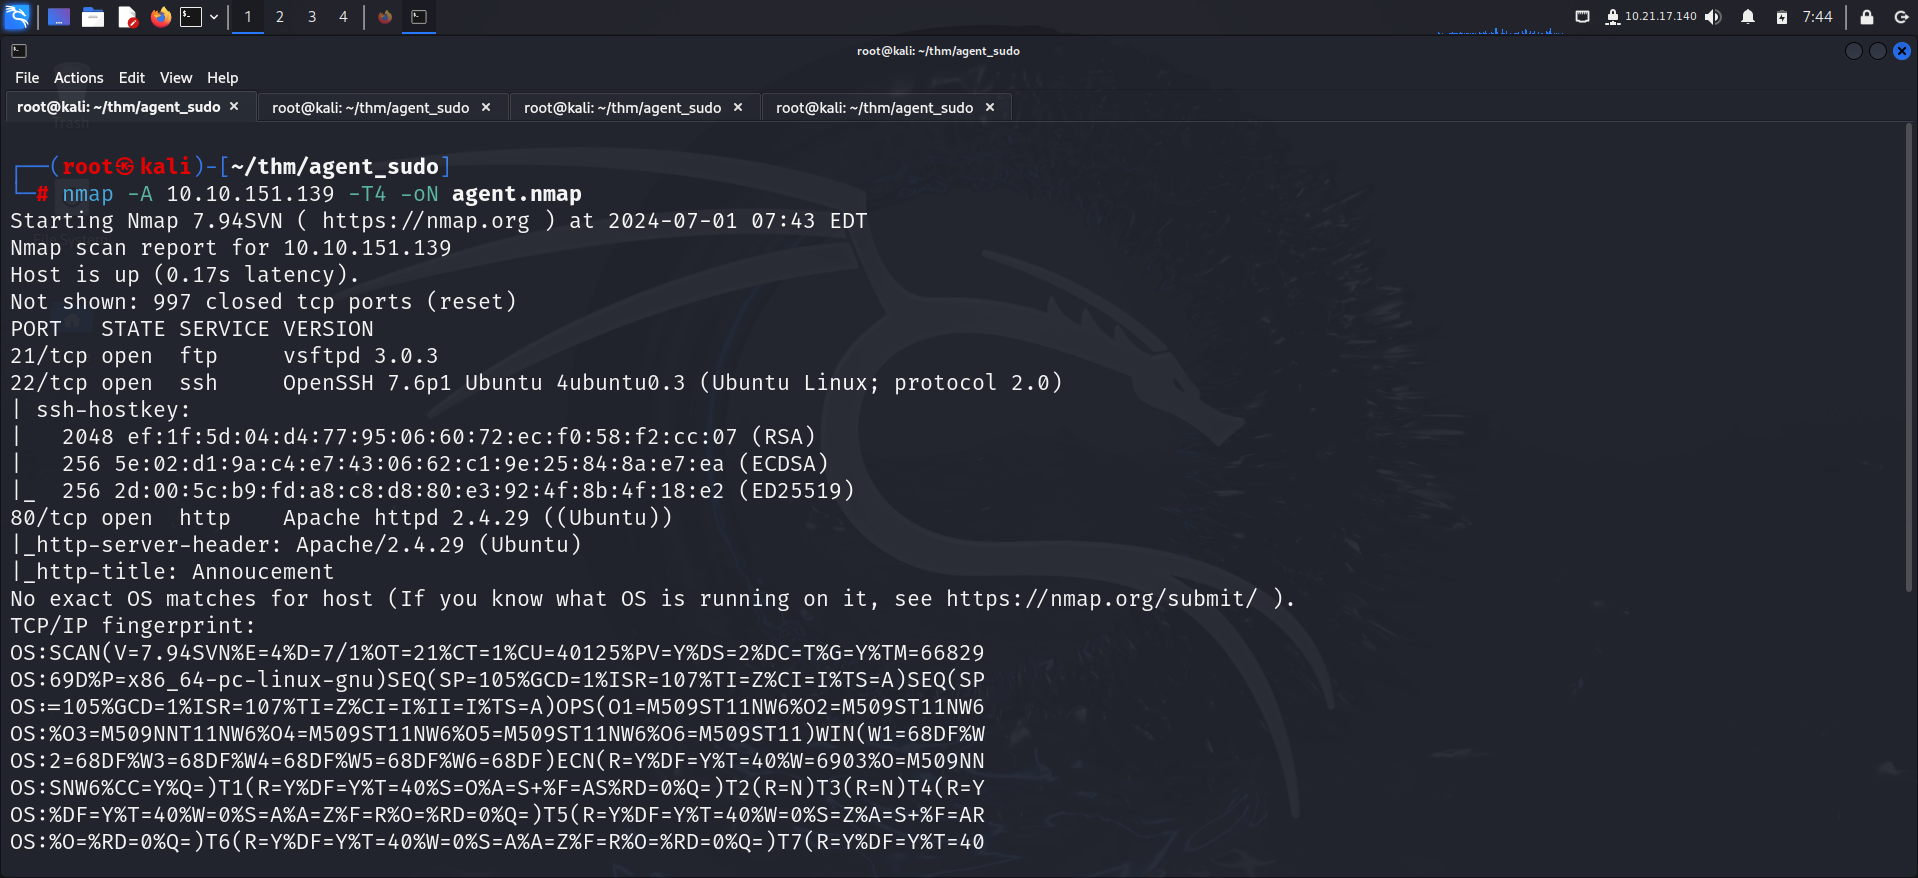 1 2 3 4 10.21.17.140 7:44
root@kali: ~/thm/agent_sudo
File Actions Edit View Help
root@kali: ~/thm/agent_sudo × root@kali: ~/thm/agent_sudo × root@kali: ~/thm/agent_sudo × root@kali: ~/thm/agent_sudo ×
Trash
┌──(root㉿kali)-[~/thm/agent_sudo]
└─# nmap -A 10.10.151.139 -T4 -oN agent.nmap
Starting Nmap 7.94SVN ( https://nmap.org ) at 2024-07-01 07:43 EDT
Nmap scan report for 10.10.151.139
Host is up (0.17s latency).
Not shown: 997 closed tcp ports (reset)
PORT   STATE SERVICE VERSION
21/tcp open  ftp     vsftpd 3.0.3
22/tcp open  ssh     OpenSSH 7.6p1 Ubuntu 4ubuntu0.3 (Ubuntu Linux; protocol 2.0)
| ssh-hostkey:
|   2048 ef:1f:5d:04:d4:77:95:06:60:72:ec:f0:58:f2:cc:07 (RSA)
|   256 5e:02:d1:9a:c4:e7:43:06:62:c1:9e:25:84:8a:e7:ea (ECDSA)
|_  256 2d:00:5c:b9:fd:a8:c8:d8:80:e3:92:4f:8b:4f:18:e2 (ED25519)
80/tcp open  http    Apache httpd 2.4.29 ((Ubuntu))
|_http-server-header: Apache/2.4.29 (Ubuntu)
|_http-title: Annoucement
No exact OS matches for host (If you know what OS is running on it, see https://nmap.org/submit/ ).
TCP/IP fingerprint:
OS:SCAN(V=7.94SVN%E=4%D=7/1%OT=21%CT=1%CU=40125%PV=Y%DS=2%DC=T%G=Y%TM=66829
OS:69D%P=x86_64-pc-linux-gnu)SEQ(SP=105%GCD=1%ISR=107%TI=Z%CI=I%TS=A)SEQ(SP
OS:=105%GCD=1%ISR=107%TI=Z%CI=I%II=I%TS=A)OPS(O1=M509ST11NW6%O2=M509ST11NW6
OS:%O3=M509NNT11NW6%O4=M509ST11NW6%O5=M509ST11NW6%O6=M509ST11)WIN(W1=68DF%W
OS:2=68DF%W3=68DF%W4=68DF%W5=68DF%W6=68DF)ECN(R=Y%DF=Y%T=40%W=6903%O=M509NN
OS:SNW6%CC=Y%Q=)T1(R=Y%DF=Y%T=40%S=O%A=S+%F=AS%RD=0%Q=)T2(R=N)T3(R=N)T4(R=Y
OS:%DF=Y%T=40%W=0%S=A%A=Z%F=R%O=%RD=0%Q=)T5(R=Y%DF=Y%T=40%W=0%S=Z%A=S+%F=AR
OS:%O=%RD=0%Q=)T6(R=Y%DF=Y%T=40%W=0%S=A%A=Z%F=R%O=%RD=0%Q=)T7(R=Y%DF=Y%T=40